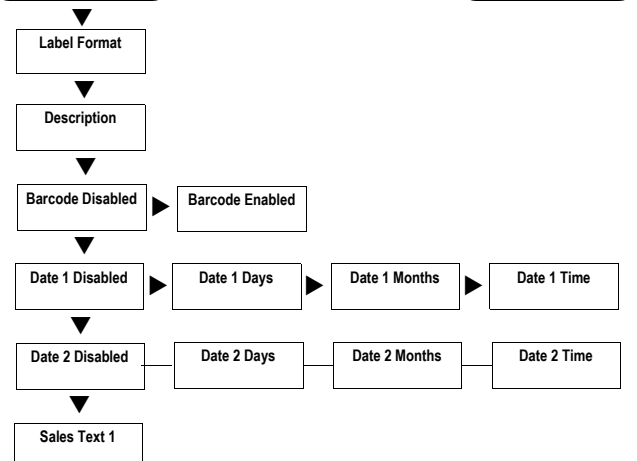 Label Format
Description
Barcode Disabled
Barcode Enabled
Date 1 Disabled
Date 1 Days
Date 1 Months
Date 1 Time
Date 2 Disabled
Date 2 Days
Date 2 Months
Date 2 Time
Sales Text 1